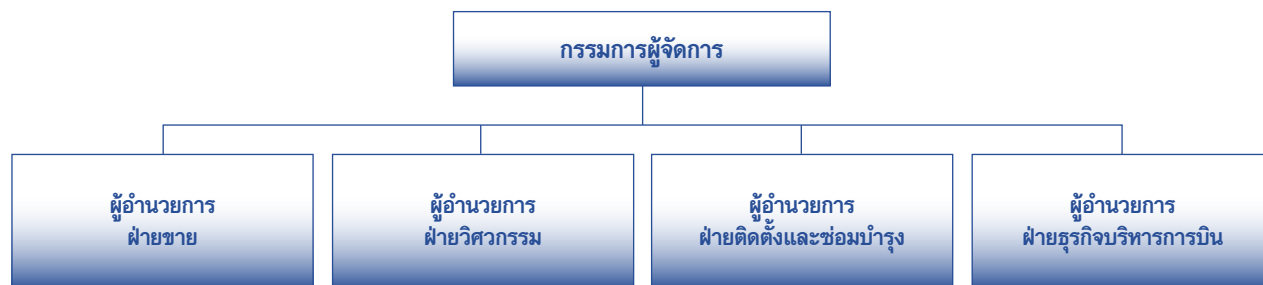 กรรมการผู้จัดการ
ผู้อำนวยการ
ฝ่ายขาย
ผู้อำนวยการ
ฝ่ายวิศวกรรม
ผู้อำนวยการ
ฝ่ายติดตั้งและซ่อมบำรุง
ผู้อำนวยการ
ฝ่ายธุรกิจบริหารการบิน